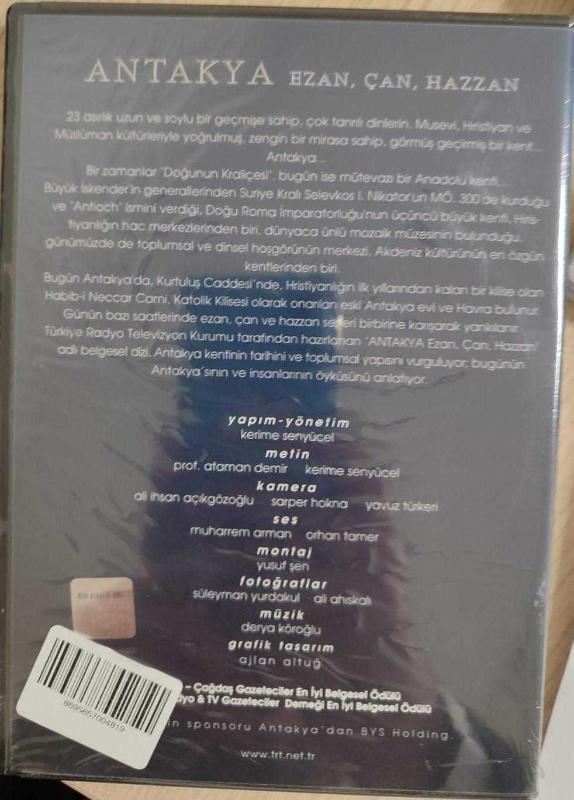 ANTAKYA EZAN, ÇAN, HAZZAN
23 asırlık uzun ve soylu bir geçmişe sahip, çok tanrılı dinlerin, Musevi, Hıristiyan ve
Müslüman kültürleriyle yoğrulmuş, zengin bir mirasa sahip, görmüş geçirmiş bir kent...
Antakya...
Bir zamanlar "Doğunun Kraliçesi", bugün ise mütevazi bir Anadolu kenti...
Büyük İskender'in generallerinden Suriye Kralı Selevkos I. Nikator'un MÖ. 300'de kurduğu
ve "Antioch" ismini verdiği, Doğu Roma İmparatorluğu'nun üçüncü büyük kenti, Hıris-
tiyanlığın hac merkezlerinden biri, dünyaca ünlü mozaik müzesinin bulunduğu,
günümüzde de toplumsal ve dinsel hoşgörünün merkezi, Akdeniz kültürünün en özgün
kentlerinden biri.
Bugün Antakya'da, Kurtuluş Caddesi'nde, Hristiyanlığın ilk yıllarından kalan bir kilise olan
Habib-i Neccar Cami, Katolik Kilisesi olarak onarılan eski Antakya evi ve Havra bulunur.
Günün bazı saatlerinde ezan, çan ve hazzan sesleri birbirine karışarak yankılanır.
Türkiye Radyo Televizyon Kurumu tarafından hazırlanan "ANTAKYA Ezan, Çan, Hazzan"
adlı belgesel dizi, Antakya kentinin tarihini ve toplumsal yapısını vurguluyor; bugünün
Antakya'sının ve insanlarının öyküsünü anlatıyor.
yapım-yönetim
kerime senyücel
metin
prof. ataman demir kerime senyücel
kamera
ali ihsan açıkgözoğlu sarper hokna yavuz türkeri
ses
muharrem arman orhan tamer
montaj
yusuf şen
fotoğraflar
süleyman yurdakul ali ahıskalı
müzik
derya köroğlu
grafik tasarım
ajlan altuğ
- Çağdaş Gazeteciler En İyi Belgesel Ödülü
yo & TV Gazeteciler Derneği En İyi Belgesel Ödülü
in sponsoru Antakya'dan BYS Holding.
www.trt.net.tr
8695657004819